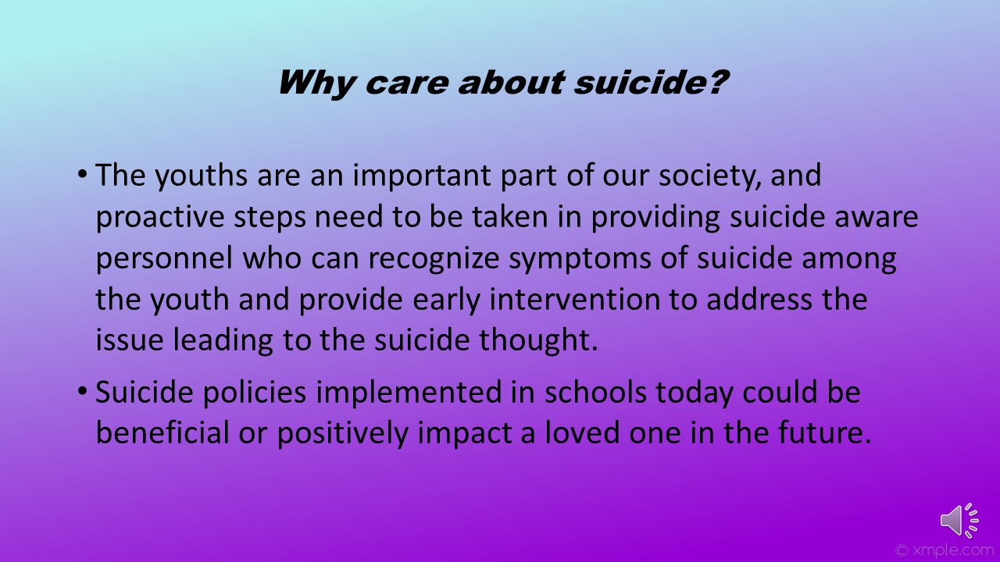 Why care about suicide?
• The youths are an important part of our society, and
proactive steps need to be taken in providing suicide aware
personnel who can recognize symptoms of suicide among
the youth and provide early intervention to address the
issue leading to the suicide thought.
• Suicide policies implemented in schools today could be
beneficial or positively impact a loved one in the future.
© xmple.com